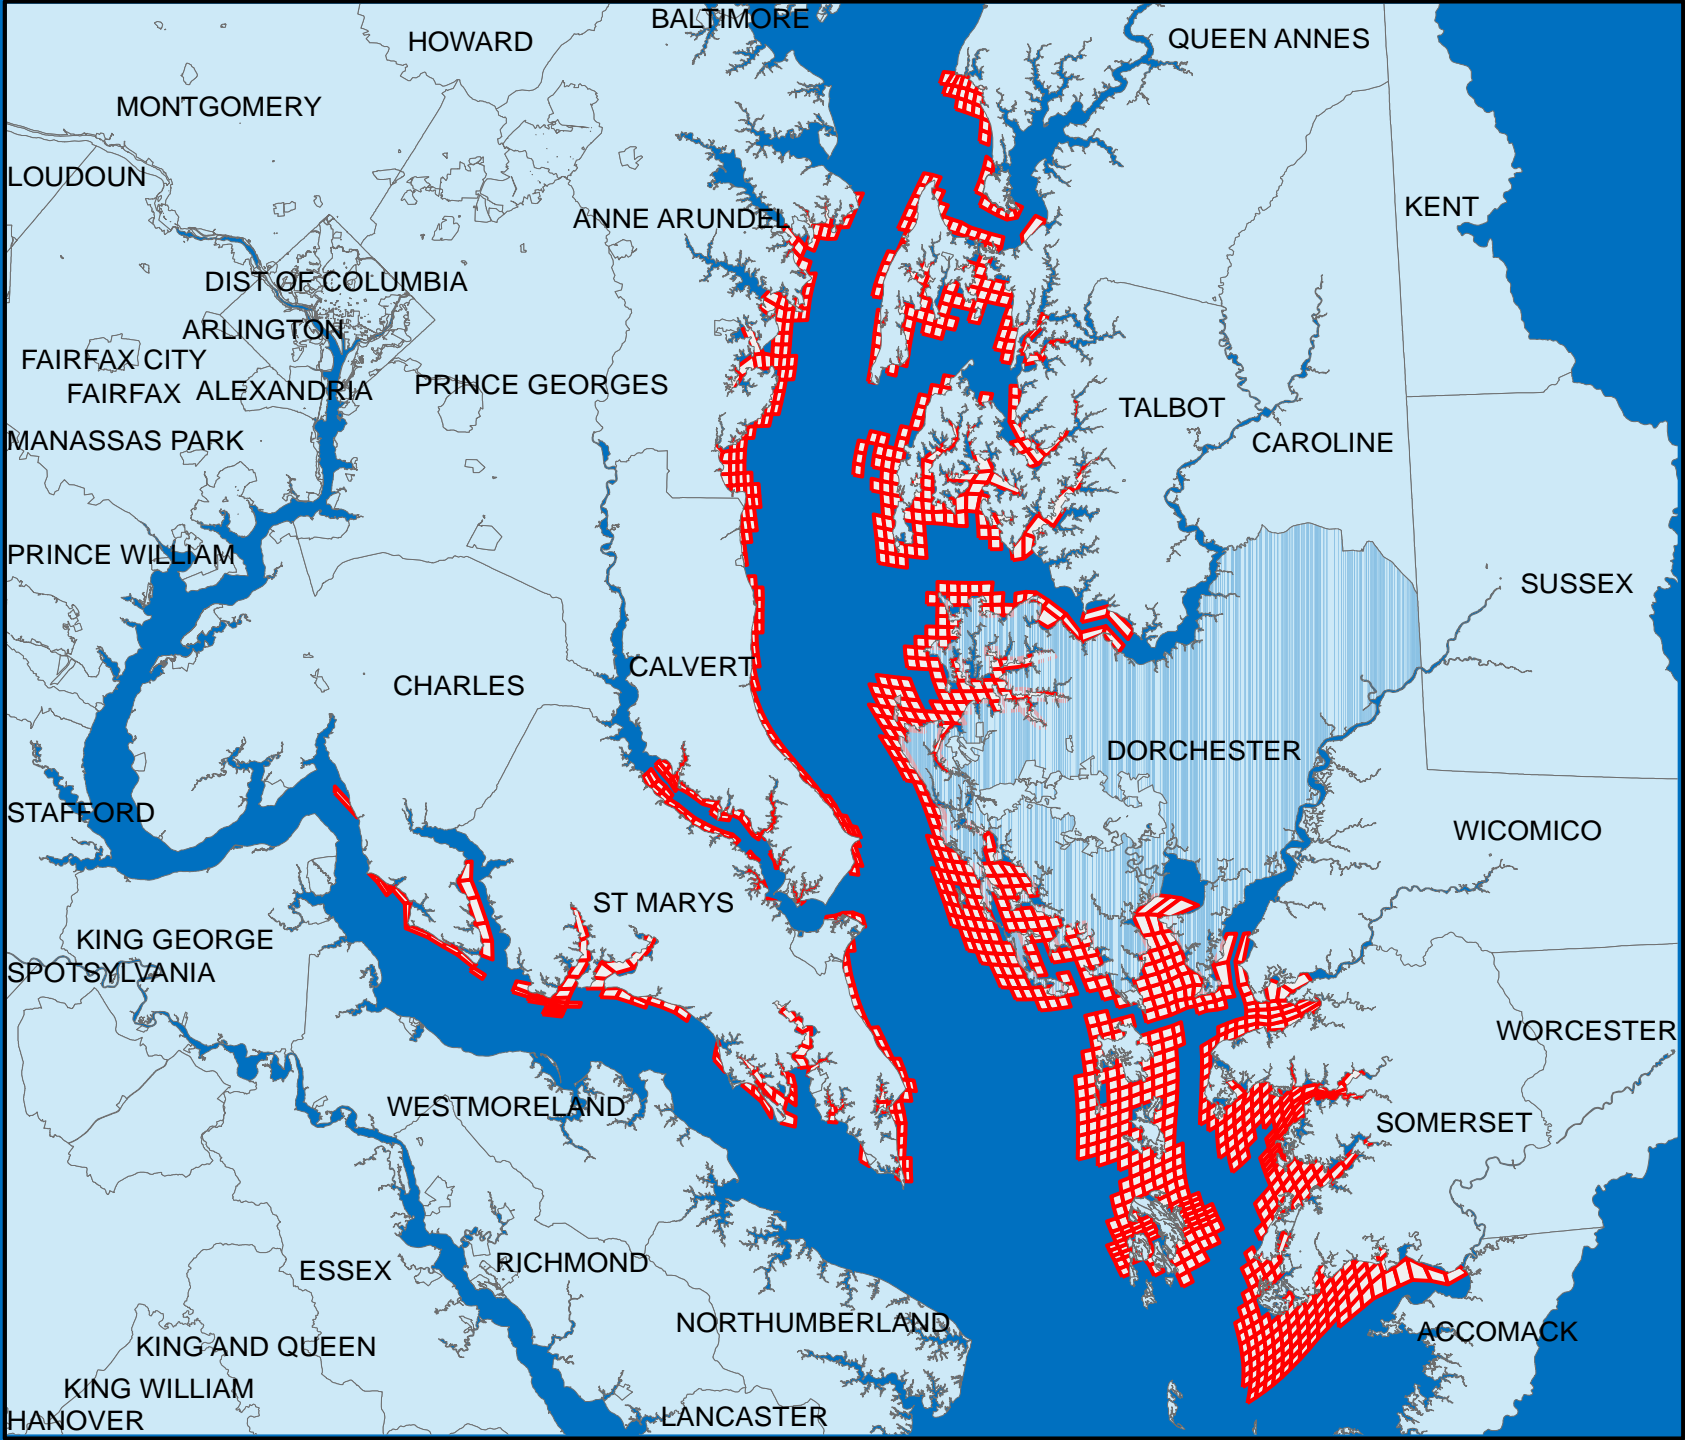 BALTIMORE
HOWARD
QUEEN ANNES
MONTGOMERY
LOUDOUN
KENT
ANNE ARUNDEL
DIST OF COLUMBIA
ARLINGTON
FAIRFAX CITY
PRINCE GEORGES
FAIRFAX
ALEXANDRIA
TALBOT
MANASSAS PARK
CAROLINE
PRINCE WILLIAM
SUSSEX
CALVERT
CHARLES
DORCHESTER
STAFFORD
WICOMICO
ST MARYS
KING GEORGE
SPOTSYLVANIA
WORCESTER
WESTMORELAND
SOMERSET
RICHMOND
ESSEX
NORTHUMBERLAND
ACCOMACK
KING AND QUEEN
KING WILLIAM
LANCASTER
HANOVER